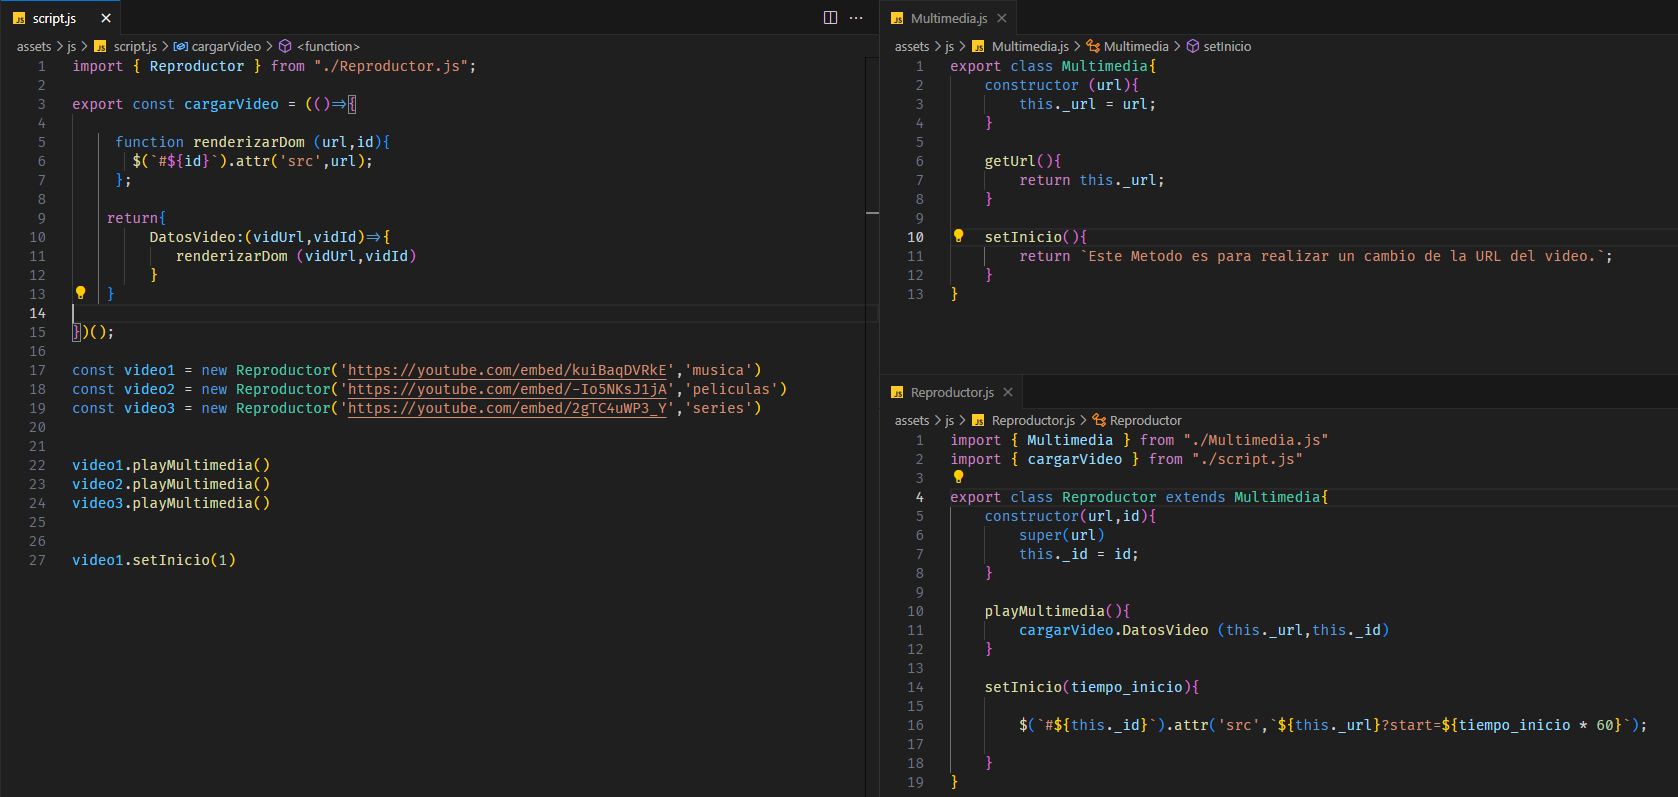 JS script.js ×
assets > js > JS script.js > cargarVideo > <function>
1 import { Reproductor } from "./Reproductor.js";
2
3 export const cargarVideo = (()=>{
4
5 function renderizarDom (url,id){
6 $(`#${id}`).attr('src',url);
7 };
8
9 return{
10 DatosVideo:(vidUrl,vidId)=>{
11 renderizarDom (vidUrl,vidId)
12 }
13 }
14
15 })();
16
17 const video1 = new Reproductor('https://youtube.com/embed/kuiBaqDVRkE','musica')
18 const video2 = new Reproductor('https://youtube.com/embed/-Io5NKsJ1jA','peliculas')
19 const video3 = new Reproductor('https://youtube.com/embed/2gTC4uWP3_Y','series')
20
21
22 video1.playMultimedia()
23 video2.playMultimedia()
24 video3.playMultimedia()
25
26
27 video1.setInicio(1)
JS Multimedia.js ×
assets > js > JS Multimedia.js > Multimedia > setInicio
1 export class Multimedia{
2 constructor (url){
3 this._url = url;
4 }
5
6 getUrl(){
7 return this._url;
8 }
9
10 setInicio(){
11 return `Este Metodo es para realizar un cambio de la URL del video.`;
12 }
13 }
JS Reproductor.js ×
assets > js > JS Reproductor.js > Reproductor
1 import { Multimedia } from "./Multimedia.js"
2 import { cargarVideo } from "./script.js"
3
4 export class Reproductor extends Multimedia{
5 constructor(url,id){
6 super(url)
7 this._id = id;
8 }
9
10 playMultimedia(){
11 cargarVideo.DatosVideo (this._url,this._id)
12 }
13
14 setInicio(tiempo_inicio){
15
16 $(`#${this._id}`).attr('src',`${this._url}?start=${tiempo_inicio * 60}`);
17
18 }
19 }